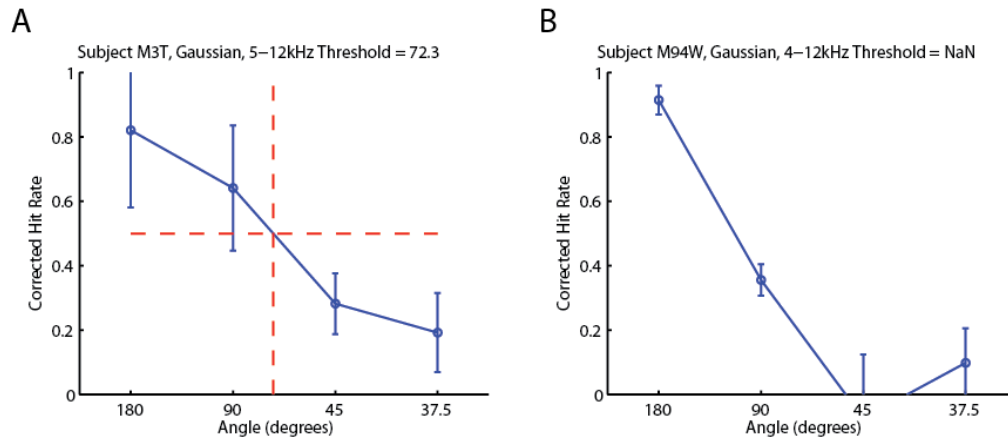 A
Subject M3T, Gaussian, 5−12kHz Threshold = 72.3
1
0.8
0.6
0.4
0.2
0
Corrected Hit Rate
180 90 45 37.5
Angle (degrees)
B
Subject M94W, Gaussian, 4−12kHz Threshold = NaN
1
0.8
0.6
0.4
0.2
0
Corrected Hit Rate
180 90 45 37.5
Angle (degrees)